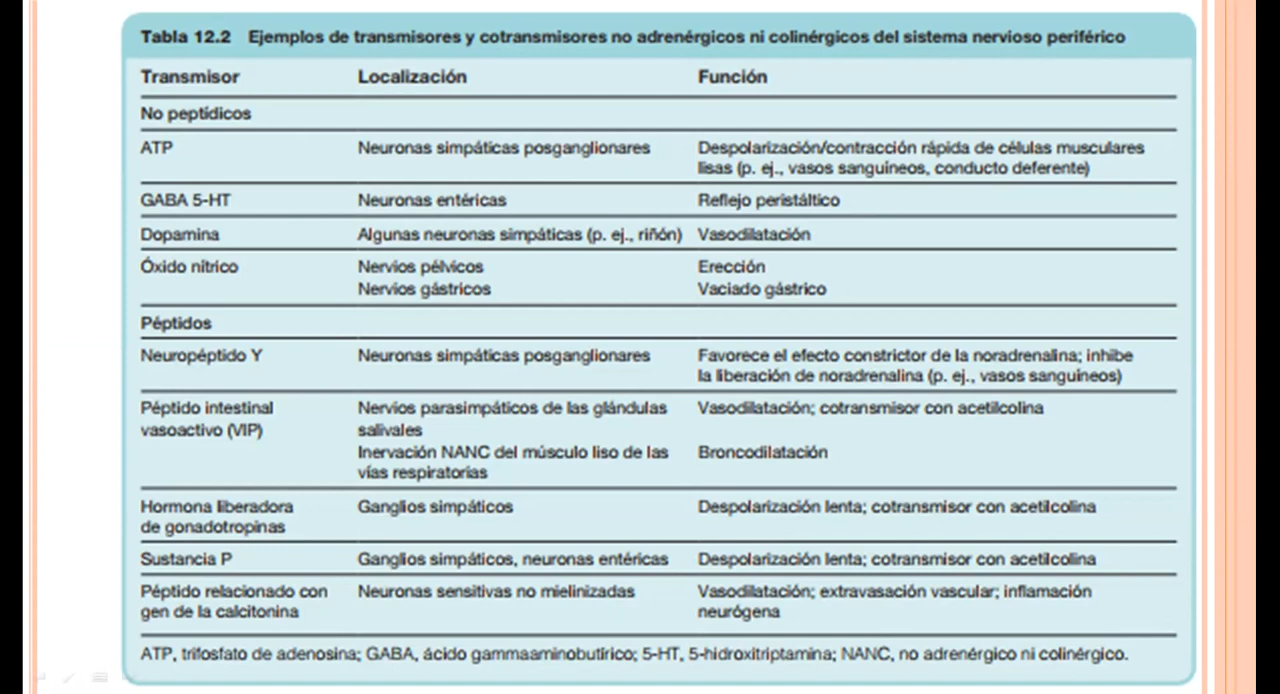 Tabla 12.2 Ejemplos de transmisores y cotransmisores no adrenérgicos ni colinérgicos del sistema nervioso periférico
Transmisor Localización Función
No peptídicos
ATP Neuronas simpáticas posganglionares Despolarización/contracción rápida de células musculares
lisas (p. ej., vasos sanguíneos, conducto deferente)
GABA 5-HT Neuronas entéricas Reflejo peristáltico
Dopamina Algunas neuronas simpáticas (p. ej., riñón) Vasodilatación
Óxido nítrico Nervios pélvicos Erección
Nervios gástricos Vaciado gástrico
Péptidos
Neuropéptido Y Neuronas simpáticas posganglionares Favorece el efecto constrictor de la noradrenalina; inhibe
la liberación de noradrenalina (p. ej., vasos sanguíneos)
Péptido intestinal Nervios parasimpáticos de las glándulas Vasodilatación; cotransmisor con acetilcolina
vasoactivo (VIP) salivales
Inervación NANC del músculo liso de las Broncodilatación
vías respiratorias
Hormona liberadora Ganglios simpáticos Despolarización lenta; cotransmisor con acetilcolina
de gonadotropinas
Sustancia P Ganglios simpáticos, neuronas entéricas Despolarización lenta; cotransmisor con acetilcolina
Péptido relacionado con Neuronas sensitivas no mielinizadas Vasodilatación; extravasación vascular; inflamación
gen de la calcitonina neurógena
ATP, trifosfato de adenosina; GABA, ácido gammaaminobutírico; 5-HT, 5-hidroxitriptamina; NANC, no adrenérgico ni colinérgico.